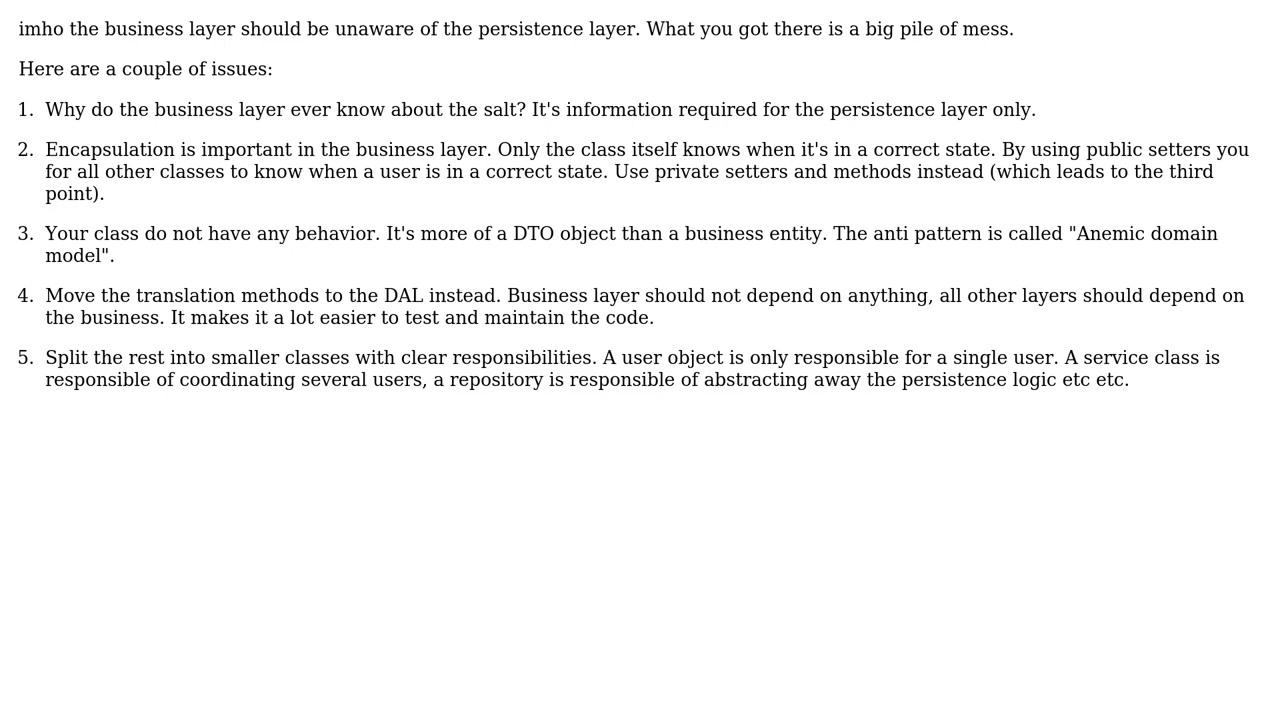 imho the business layer should be unaware of the persistence layer. What you got there is a big pile of mess.
Here are a couple of issues:
1. Why do the business layer ever know about the salt? It's information required for the persistence layer only.
2. Encapsulation is important in the business layer. Only the class itself knows when it's in a correct state. By using public setters you
for all other classes to know when a user is in a correct state. Use private setters and methods instead (which leads to the third
point).
3. Your class do not have any behavior. It's more of a DTO object than a business entity. The anti pattern is called "Anemic domain
model".
4. Move the translation methods to the DAL instead. Business layer should not depend on anything, all other layers should depend on
the business. It makes it a lot easier to test and maintain the code.
5. Split the rest into smaller classes with clear responsibilities. A user object is only responsible for a single user. A service class is
responsible of coordinating several users, a repository is responsible of abstracting away the persistence logic etc etc.